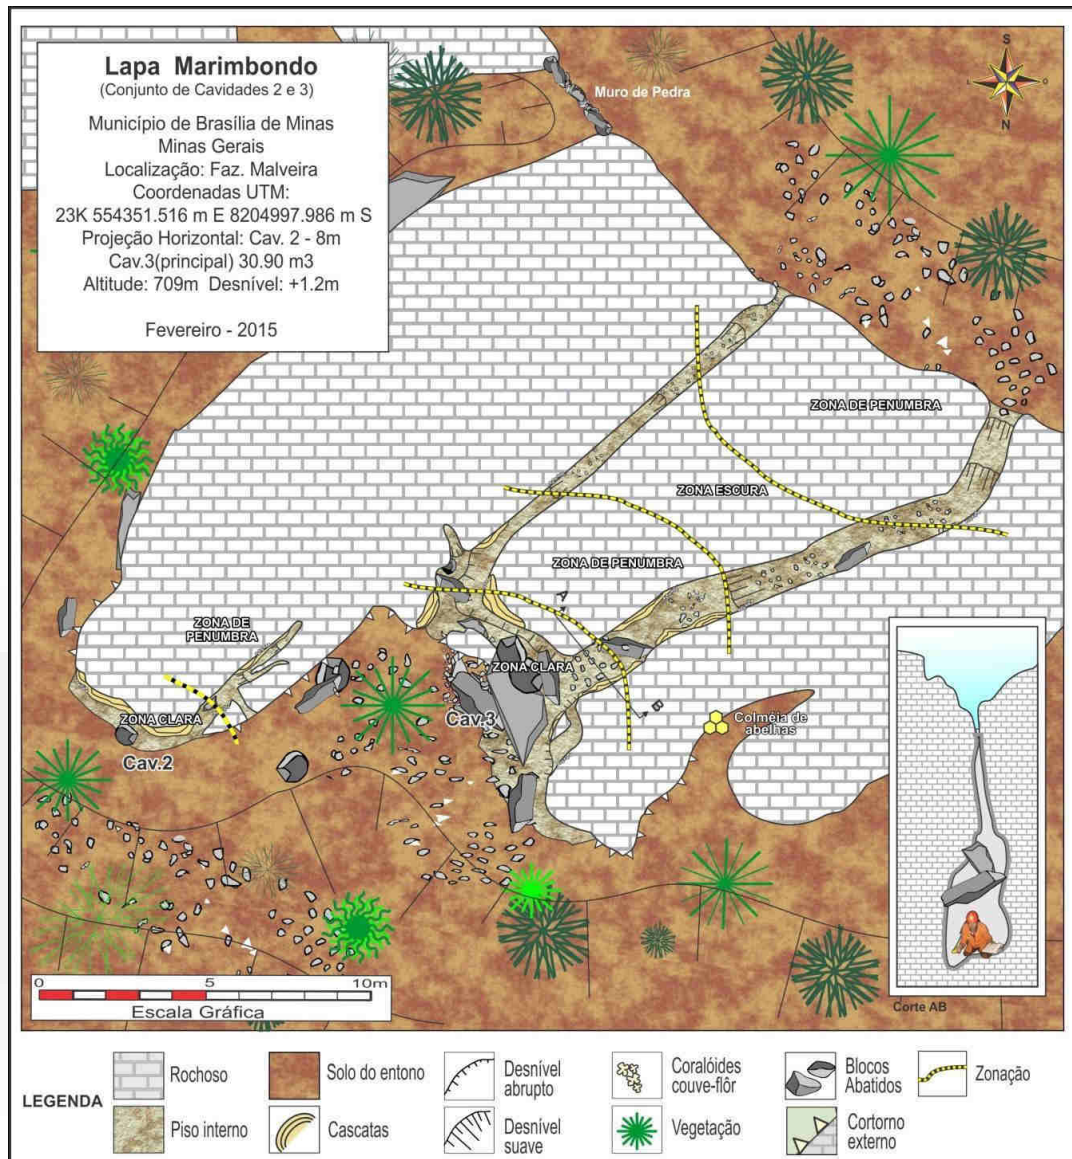 Lapa Marimbondo
(Conjunto de Cavidades 2 e 3)
Município de Brasília de Minas
Minas Gerais
Localização: Faz. Malveira
Coordenadas UTM:
23K 554351.516 m E 8204997.986 m S
Projeção Horizontal: Cav. 2 - 8m
Cav.3(principal) 30.90 m3
Altitude: 709m Desnível: +1.2m
Fevereiro - 2015
Muro de Pedra
S
L
O
N
ZONA DE PENUMBRA
ZONA ESCURA
ZONA DE PENUMBRA
A
ZONA DE
PENUMBRA
ZONA CLARA
B
ZONA CLARA
Cav.3
Colméia de
abelhas
Cav.2
0 5 10m
Escala Gráfica
Corte AB
LEGENDA
Rochoso
Solo do entono
Desnível
abrupto
Coralóides
couve-flôr
Blocos
Abatidos
Zonação
Piso interno
Cascatas
Desnível
suave
Vegetação
Cortorno
externo